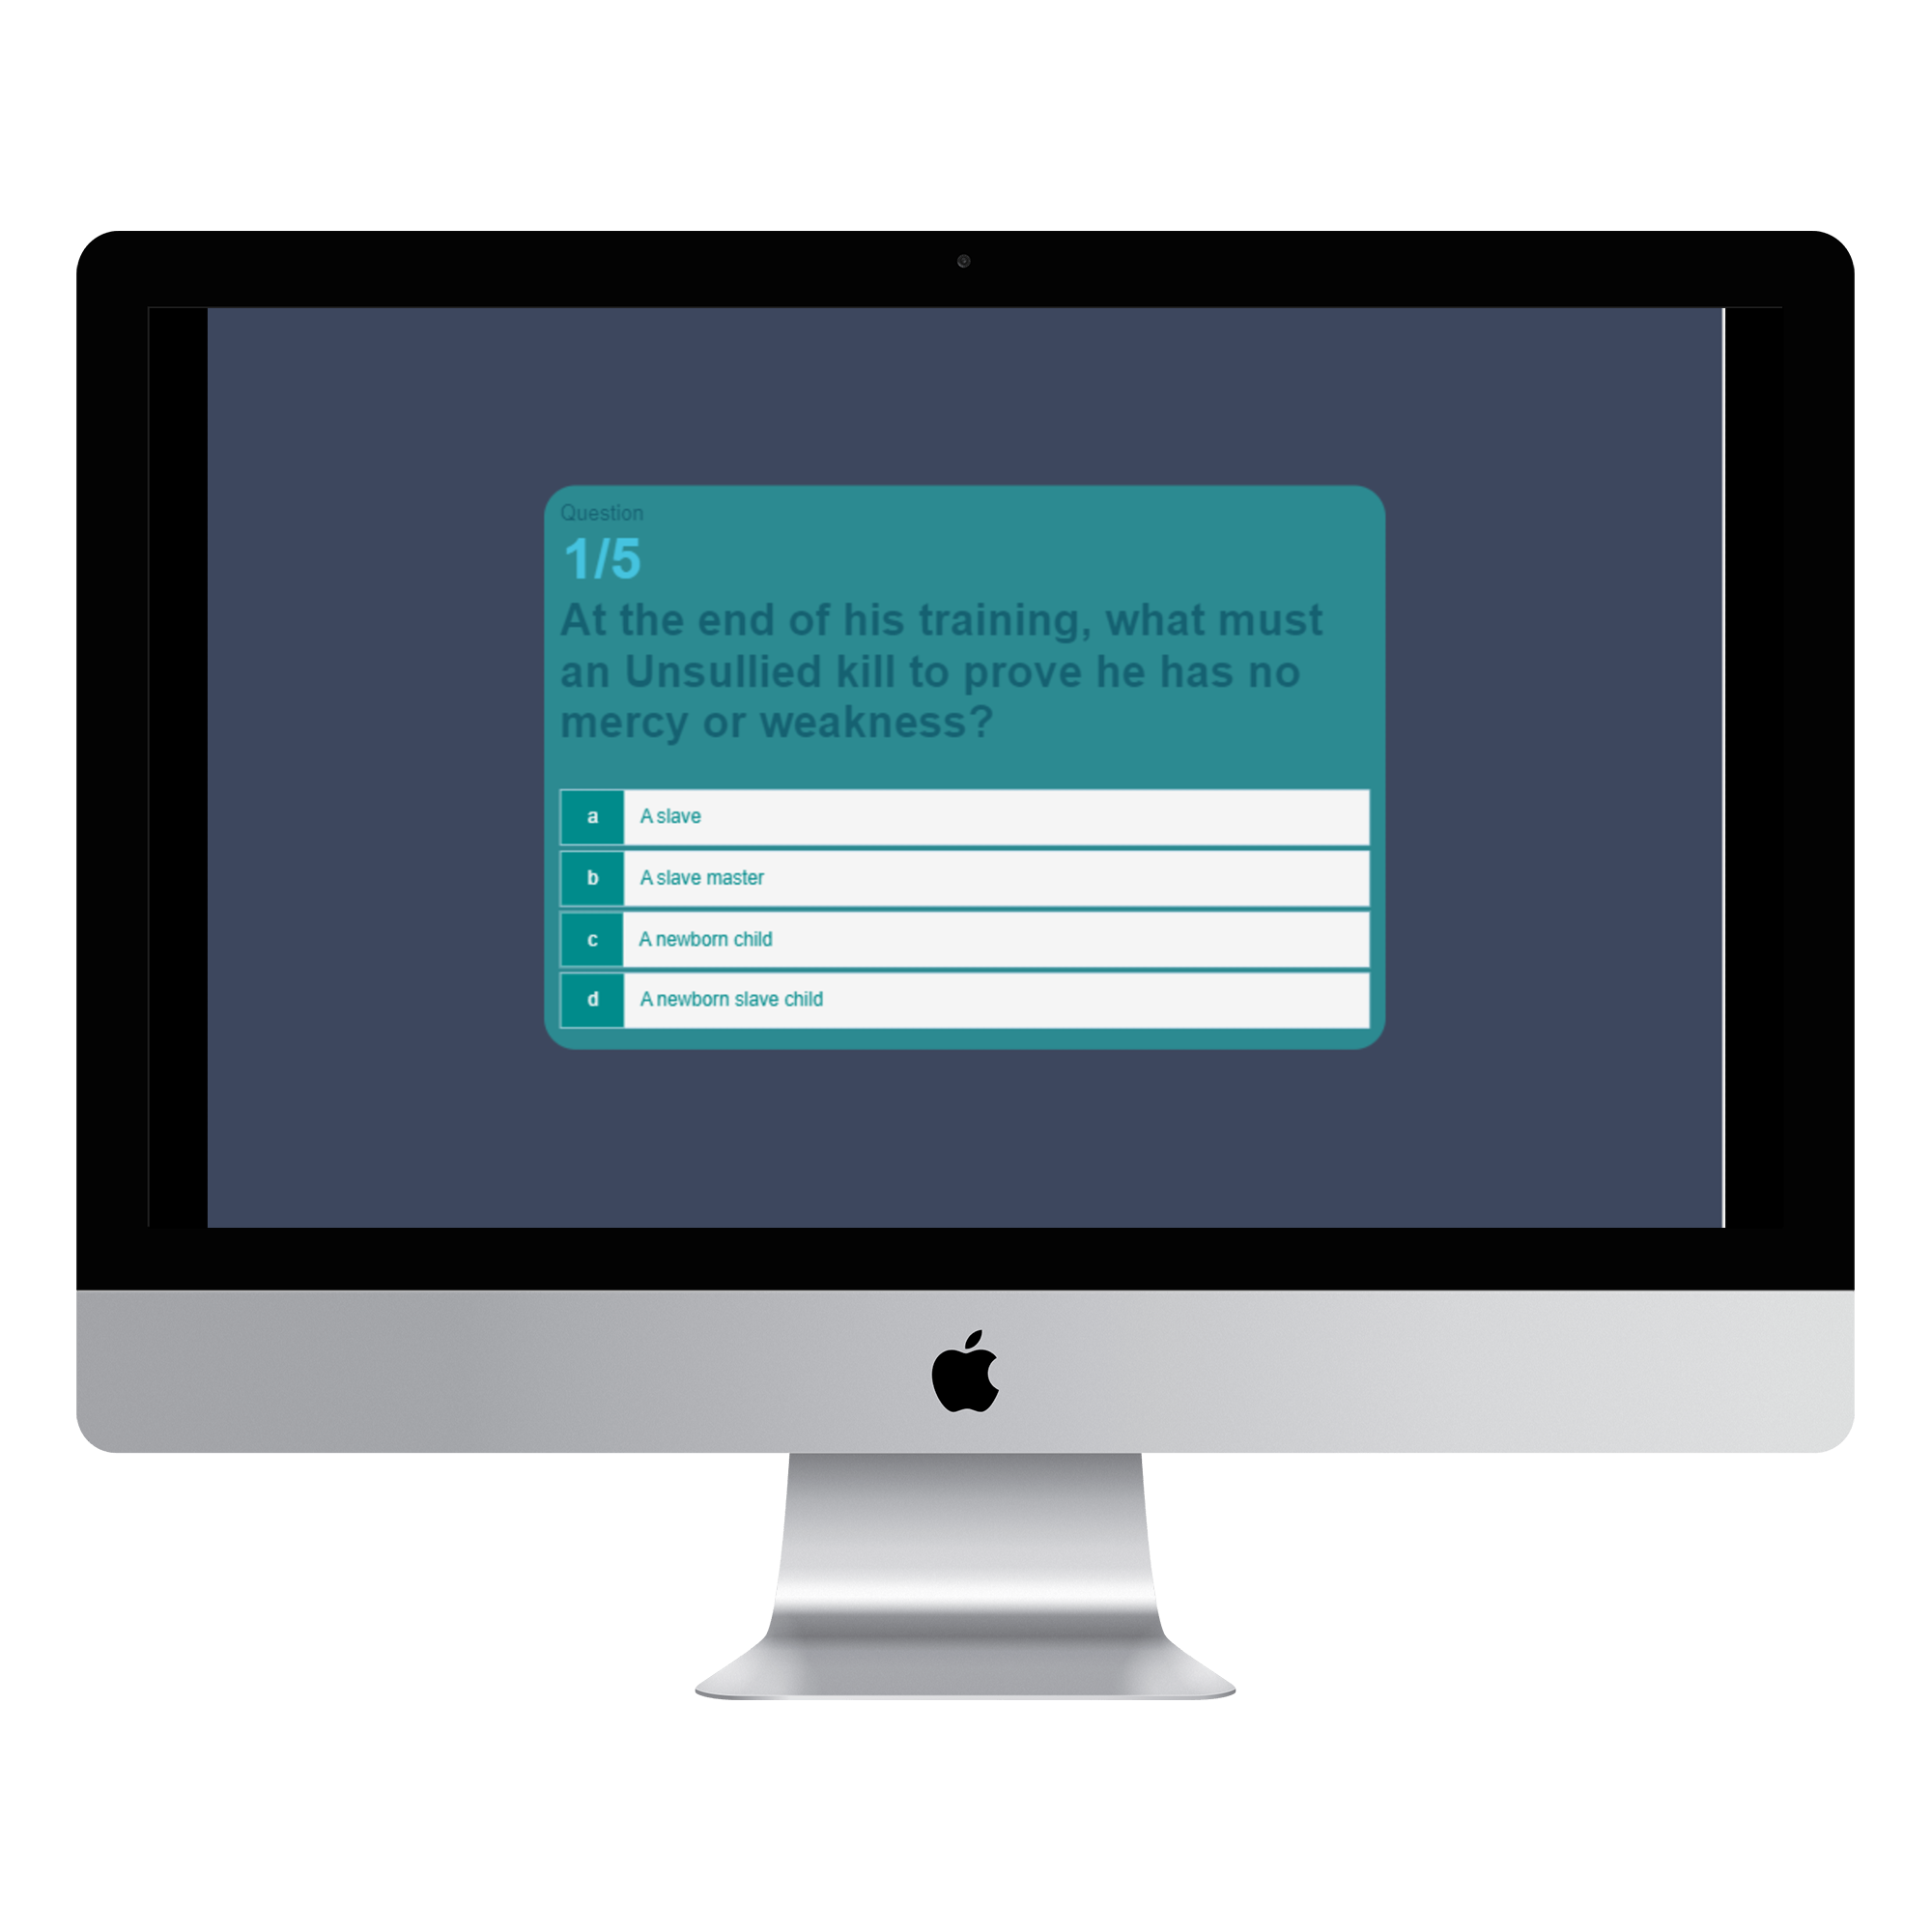 Question
1/5
At the end of his training, what must
an Unsullied kill to prove he has no
mercy or weakness?
a A slave
b A slave master
c A newborn child
d A newborn slave child